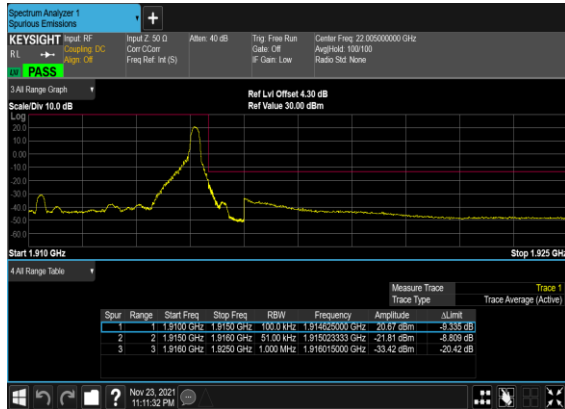 Spectrum Analyzer 1
Spurious Emissions
+
KEYSIGHT Input: RF Input Z: 50 Ω Atten: 40 dB Trig: Free Run Center Freq: 22.005000000 GHz
RL Coupling: DC Corr CCorr Gate: Off Avg|Hold: 100/100
Align: Off Freq Ref: Int (S) IF Gain: Low Radio Std: None
PASS
3 All Range Graph
Ref Lvl Offset 4.30 dB
Scale/Div 10.0 dB Ref Value 30.00 dBm
Log
20.0
10.0
0.00
-10.0
-20.0
-30.0
-40.0
-50.0
-60.0
Start 1.910 GHz Stop 1.925 GHz
4 All Range Table
Measure Trace Trace 1
Trace Type Trace Average (Active)
Spur Range Start Freq Stop Freq RBW Frequency Amplitude ΔLimit
1 1 1.9100 GHz 1.9150 GHz 100.0 kHz 1.914625000 GHz 20.67 dBm -9.335 dB
2 2 1.9150 GHz 1.9160 GHz 51.00 kHz 1.915023333 GHz -21.81 dBm -8.809 dB
3 3 1.9160 GHz 1.9250 GHz 1.000 MHz 1.916015000 GHz -33.42 dBm -20.42 dB
? Nov 23, 2021
11:11:32 PM